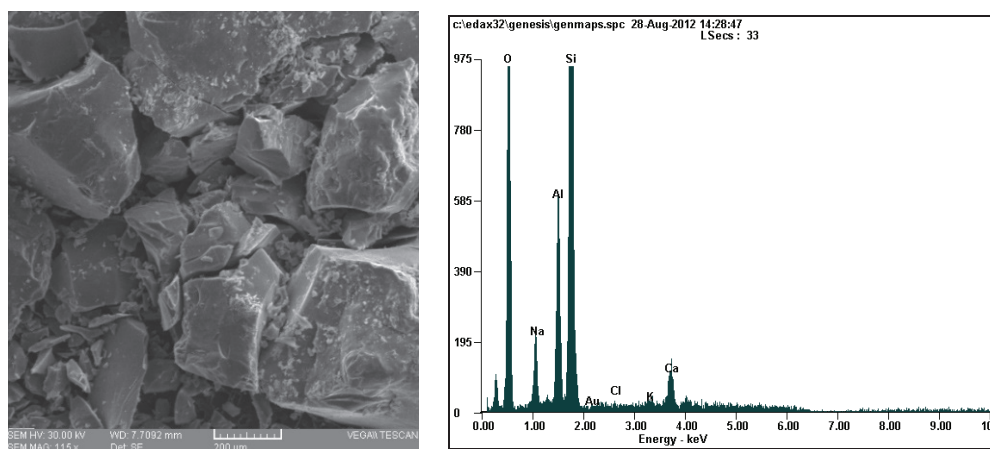 SEM HV: 30.00 kV WD: 7.7092 mm VEGA\\ TESCAN
SEM MAG: 115 x Det: SE 200 µm
c:\edax32\genesis\genmaps.spc 28-Aug-2012 14:28:47
LSecs : 33
975
780
585
390
195
0
O
Si
Al
Na
Ca
Au
Cl
K
0.00 1.00 2.00 3.00 4.00 5.00 6.00 7.00 8.00 9.00 10
Energy - keV